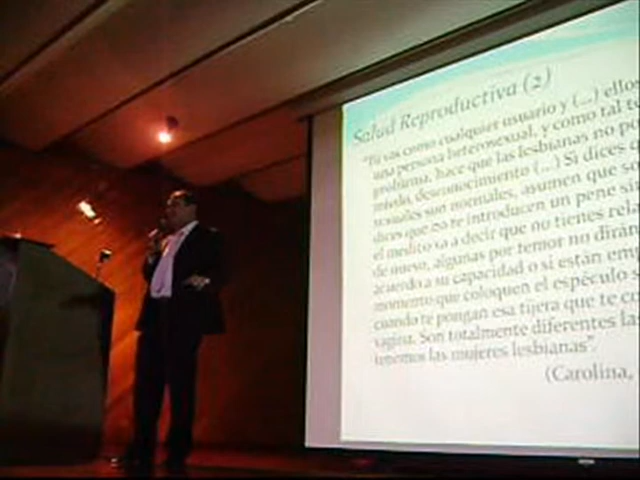 Salud Reproductiva (2)
"Tú vas como cualquier usuario y (...) ellos
una persona heterosexual, y como tal te
problema, hace que las lesbianas no
miedo, desconocimiento (...) Si dices
sexuales son normales, asumen que
dices que no te introducen un pene
el medico va a decir que no tienes
de nuevo, algunas por temor no dirán
acuerdo a su capacidad o si están
momento que coloquen el espéculo
cuando te pongan esa tijera que te
vagina. Son totalmente diferentes las
tenemos las mujeres lesbianas".
(Carolina,